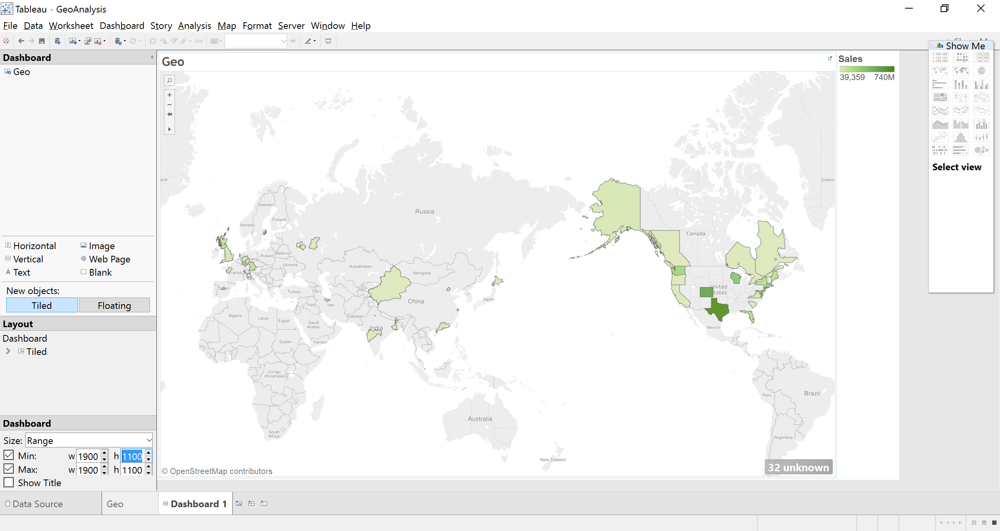 Tableau - GeoAnalysis
File Data Worksheet Dashboard Story Analysis Map Format Server Window Help
Abc
Dashboard
Geo
Horizontal Image
Vertical Web Page
A Text Blank
New objects:
Tiled Floating
Layout
Dashboard
Tiled
Dashboard
Size: Range
Min: w 1900 h 1100
Max: w 1900 h 1100
Show Title
Geo
Sweden
Finland
Norway
Russia
Poland
Belarus
Ukraine
France
Italy
Spain
Kazakhstan
Mongolia
Turkey
China
Japan
Iraq
Iran
Algeria
Libya
Egypt
Pakistan
Saudi
Arabia
India
Sudan
Yemen
Congo
(Kinshasa)
South
Africa
Australia
New Zealand
Canada
United
States
Mexico
Peru
Brazil
Argentina
© OpenStreetMap contributors
32 unknown
Sales
39,359 740M
Show Me
Select view
Data Source Geo Dashboard 1